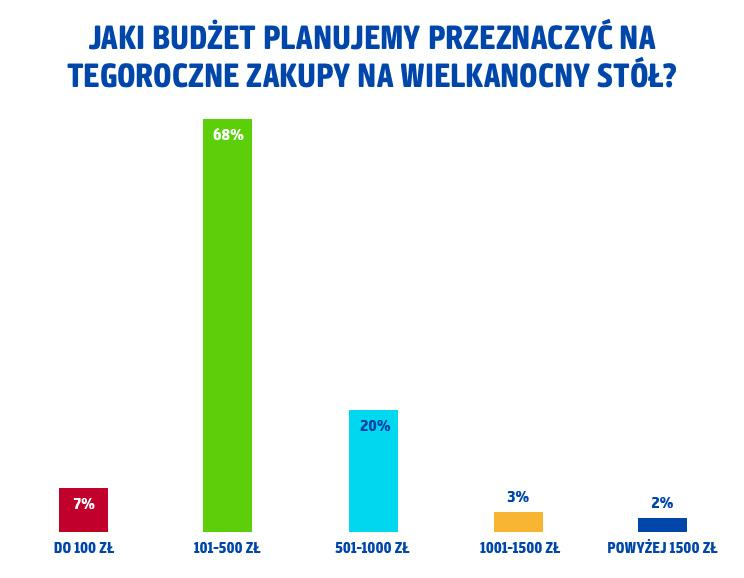 JAKI BUDŻET PLANUJEMY PRZEZNACZYĆ NA
TEGOROCZNE ZAKUPY NA WIELKANOCNY STÓŁ?
68%
20%
7%
3%
2%
DO 100 ZŁ
101-500 ZŁ
501-1000 ZŁ
1001-1500 ZŁ
POWYŻEJ 1500 ZŁ